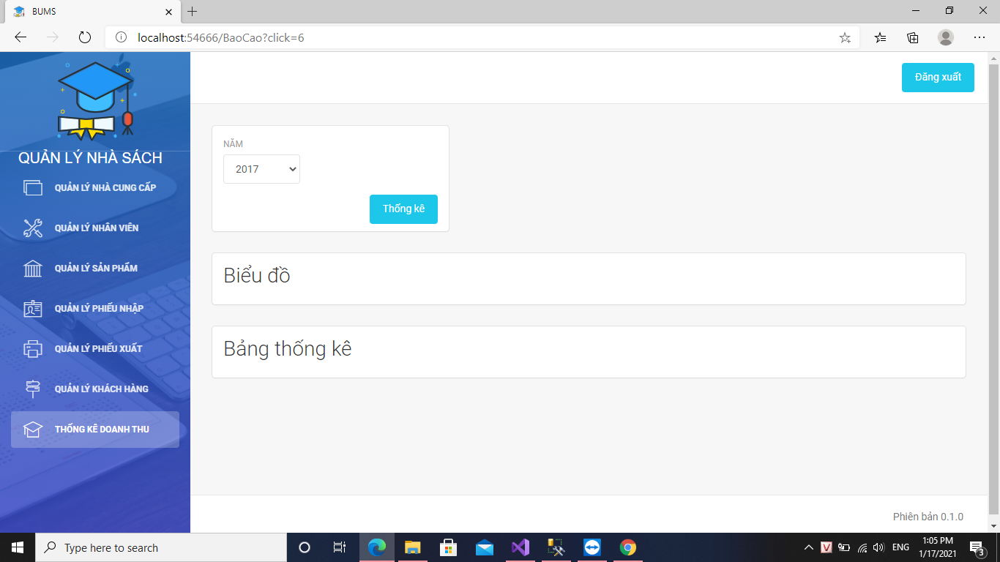 BUMS
localhost:54666/BaoCao?click=6
Đăng xuất
QUẢN LÝ NHÀ SÁCH
QUẢN LÝ NHÀ CUNG CẤP
QUẢN LÝ NHÂN VIÊN
QUẢN LÝ SẢN PHẨM
QUẢN LÝ PHIẾU NHẬP
QUẢN LÝ PHIẾU XUẤT
QUẢN LÝ KHÁCH HÀNG
THỐNG KÊ DOANH THU
NĂM
2017
Thống kê
Biểu đồ
Bảng thống kê
Phiên bản 0.1.0
Type here to search
V
ENG
1:05 PM
1/17/2021
3